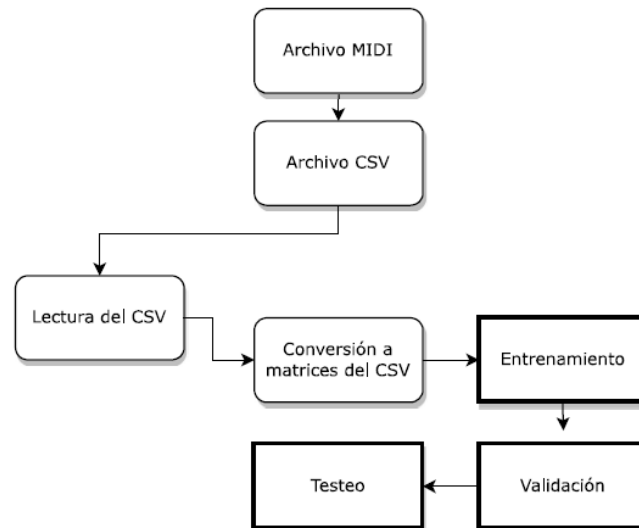 Archivo MIDI
Archivo CSV
Lectura del CSV
Conversión a
matrices del CSV
Entrenamiento
Validación
Testeo